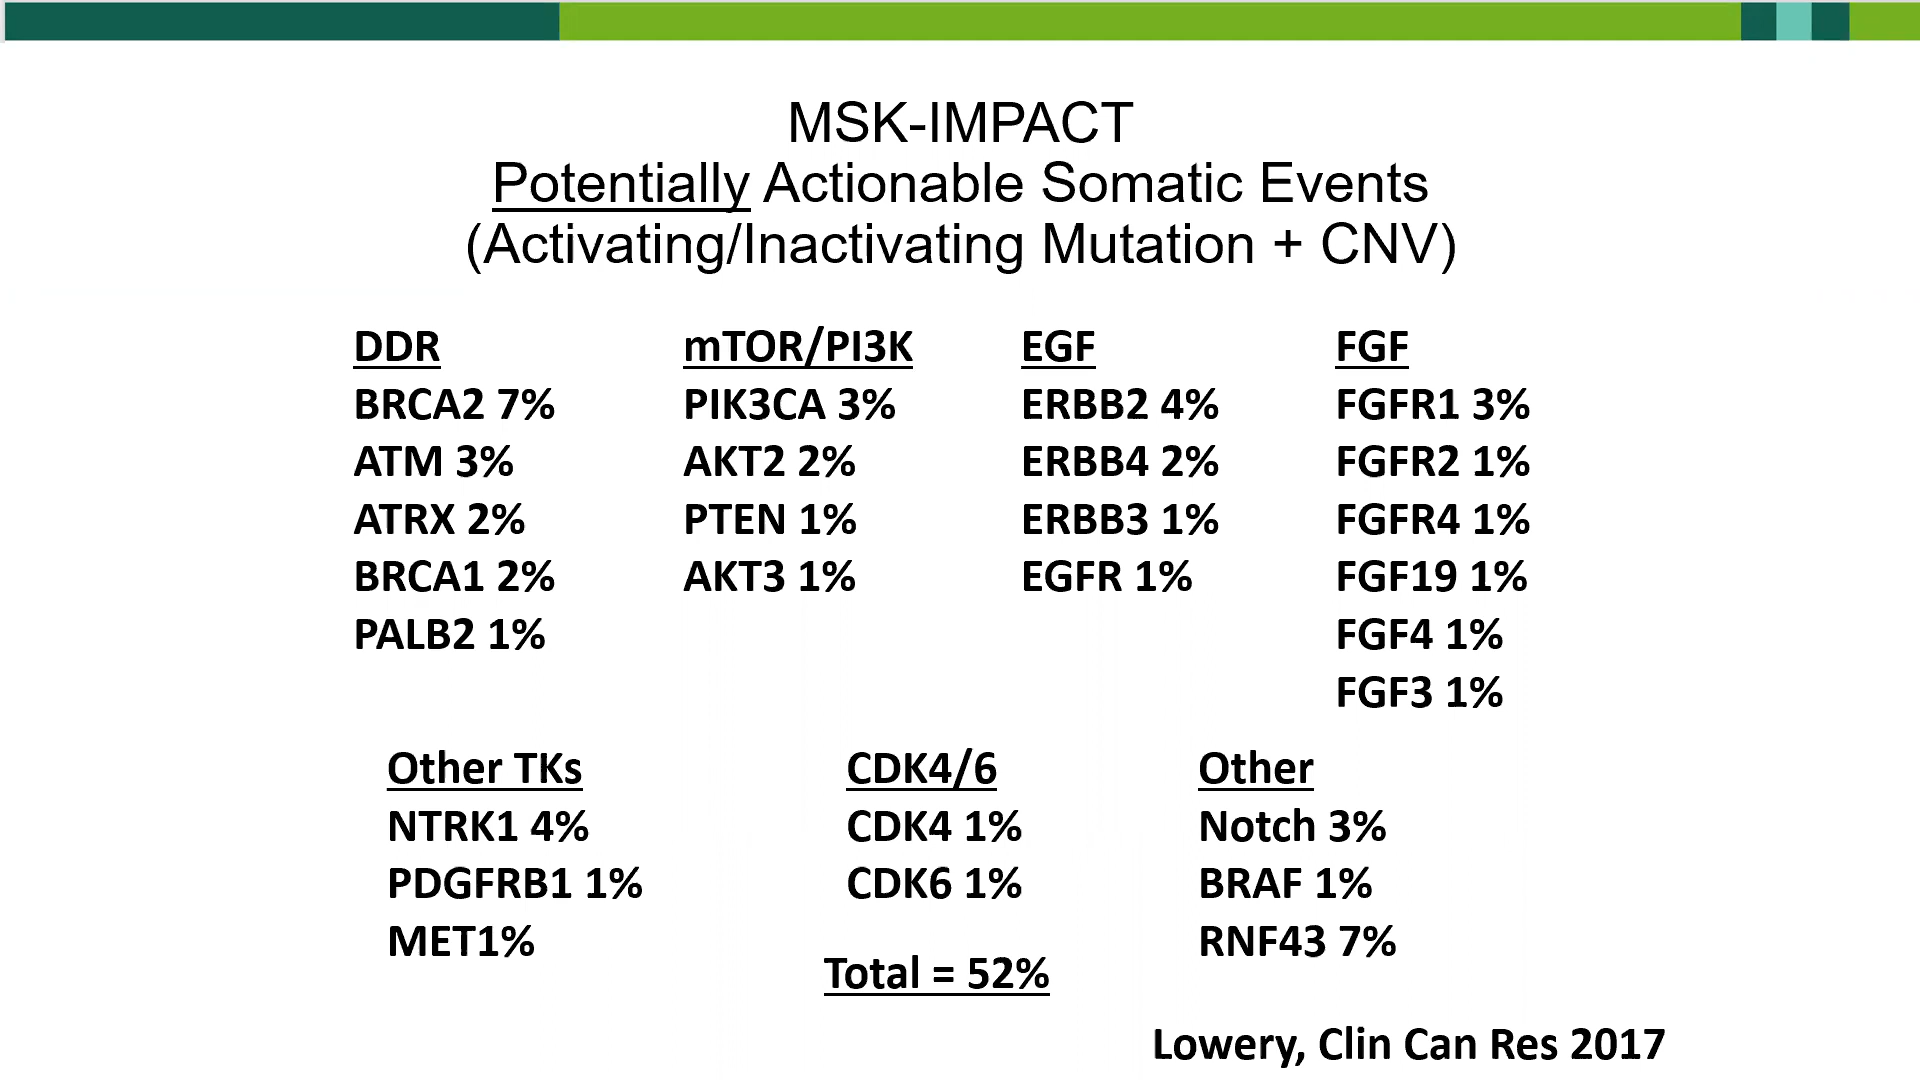 MSK-IMPACT
Potentially Actionable Somatic Events
(Activating/Inactivating Mutation + CNV)
DDR
BRCA2 7%
ATM 3%
ATRX 2%
BRCA1 2%
PALB2 1%
mTOR/PI3K
PIK3CA 3%
AKT2 2%
PTEN 1%
AKT3 1%
EGF
ERBB2 4%
ERBB4 2%
ERBB3 1%
EGFR 1%
FGF
FGFR1 3%
FGFR2 1%
FGFR4 1%
FGF19 1%
FGF4 1%
FGF3 1%
Other TKs
NTRK1 4%
PDGFRB1 1%
MET1%
CDK4/6
CDK4 1%
CDK6 1%
Other
Notch 3%
BRAF 1%
RNF43 7%
Total = 52%
Lowery, Clin Can Res 2017